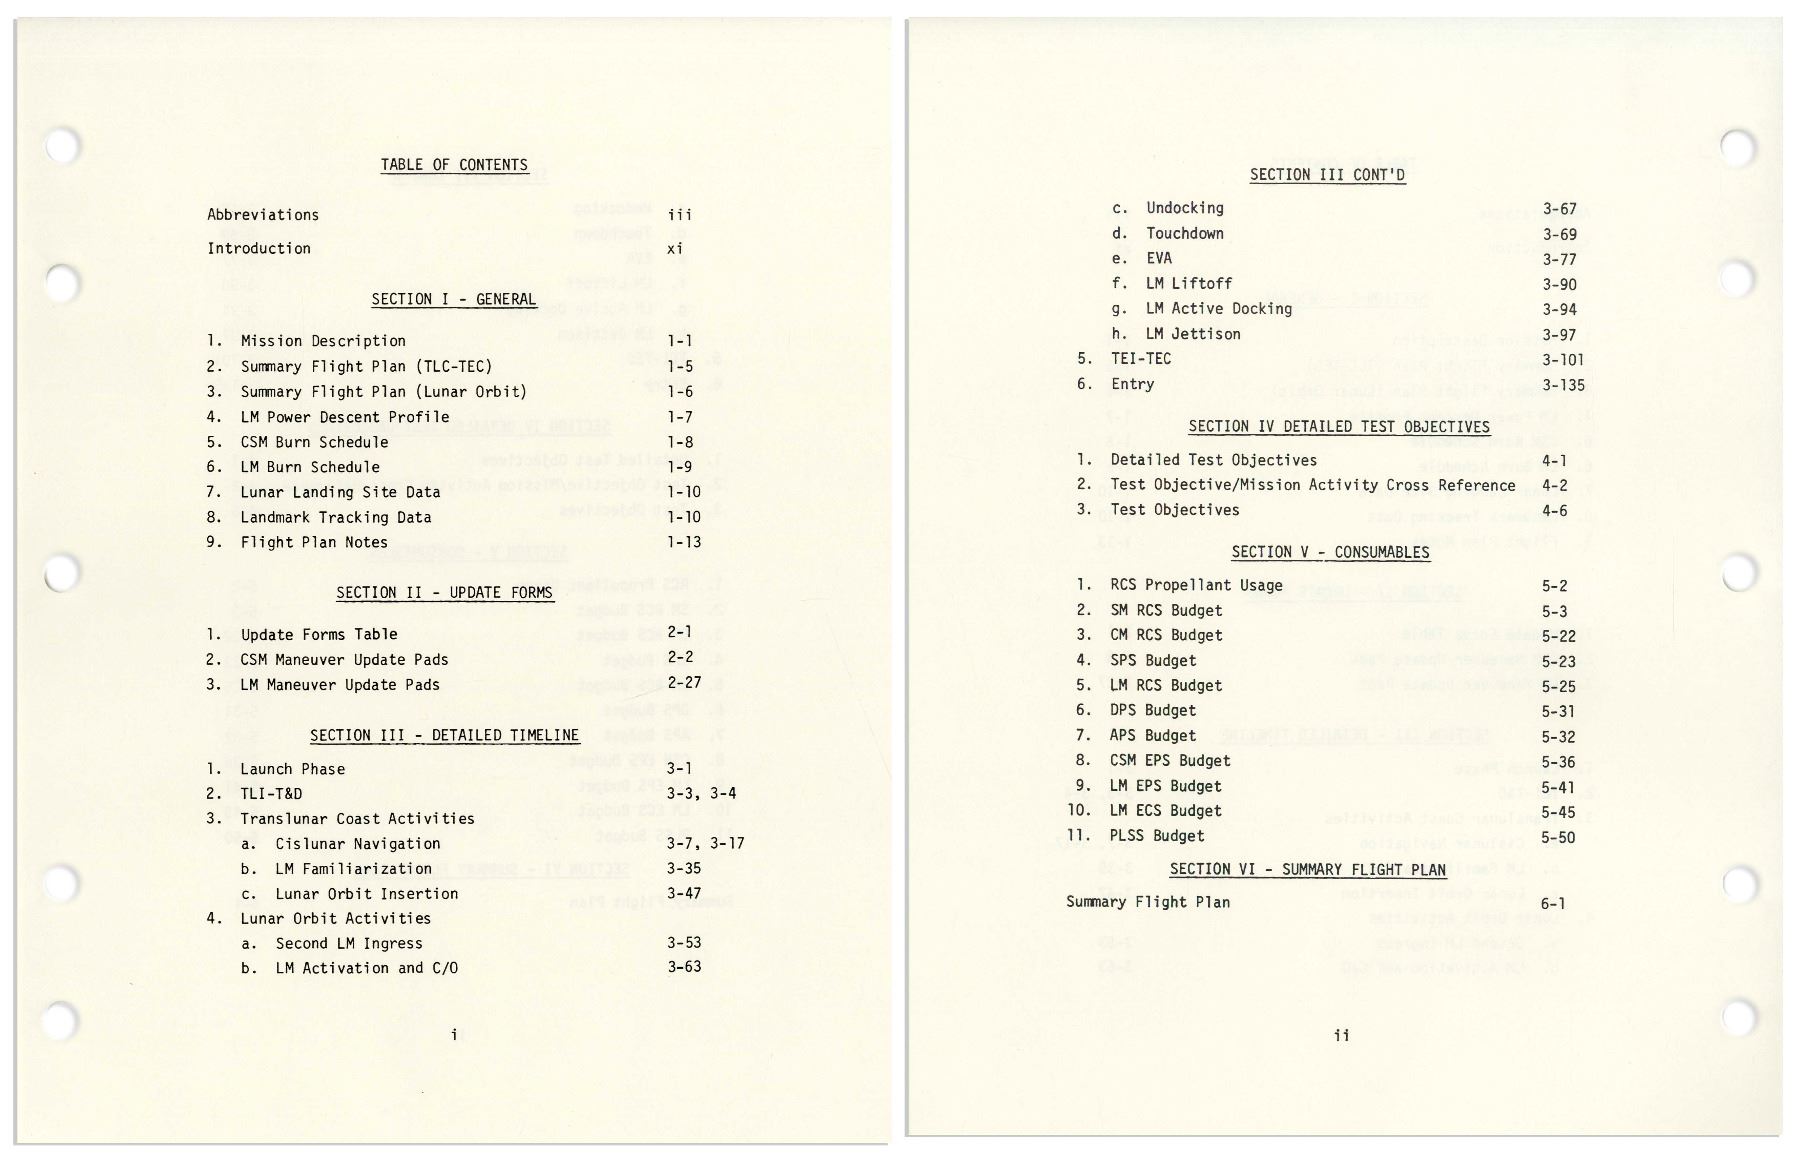 TABLE OF CONTENTS
Abbreviations iii
Introduction xi
SECTION I - GENERAL
1. Mission Description 1-1
2. Summary Flight Plan (TLC-TEC) 1-5
3. Summary Flight Plan (Lunar Orbit) 1-6
4. LM Power Descent Profile 1-7
5. CSM Burn Schedule 1-8
6. LM Burn Schedule 1-9
7. Lunar Landing Site Data 1-10
8. Landmark Tracking Data 1-10
9. Flight Plan Notes 1-13
SECTION II - UPDATE FORMS
1. Update Forms Table 2-1
2. CSM Maneuver Update Pads 2-2
3. LM Maneuver Update Pads 2-27
SECTION III - DETAILED TIMELINE
1. Launch Phase 3-1
2. TLI-T&D 3-3, 3-4
3. Translunar Coast Activities
a. Cislunar Navigation 3-7, 3-17
b. LM Familiarization 3-35
c. Lunar Orbit Insertion 3-47
4. Lunar Orbit Activities
a. Second LM Ingress 3-53
b. LM Activation and C/O 3-63
i
SECTION III CONT'D
c. Undocking 3-67
d. Touchdown 3-69
e. EVA 3-77
f. LM Liftoff 3-90
g. LM Active Docking 3-94
h. LM Jettison 3-97
5. TEI-TEC 3-101
6. Entry 3-135
SECTION IV DETAILED TEST OBJECTIVES
1. Detailed Test Objectives 4-1
2. Test Objective/Mission Activity Cross Reference 4-2
3. Test Objectives 4-6
SECTION V - CONSUMABLES
1. RCS Propellant Usage 5-2
2. SM RCS Budget 5-3
3. CM RCS Budget 5-22
4. SPS Budget 5-23
5. LM RCS Budget 5-25
6. DPS Budget 5-31
7. APS Budget 5-32
8. CSM EPS Budget 5-36
9. LM EPS Budget 5-41
10. LM ECS Budget 5-45
11. PLSS Budget 5-50
SECTION VI - SUMMARY FLIGHT PLAN
Summary Flight Plan 6-1
ii